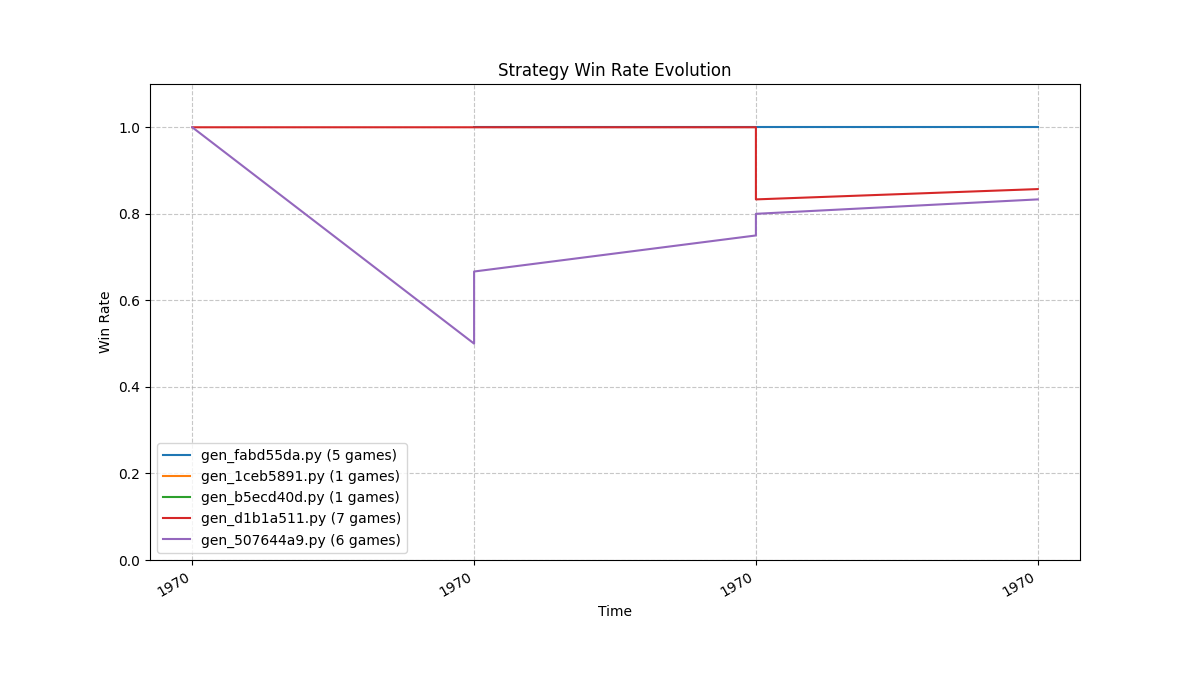 Strategy Win Rate Evolution
1.0
0.8
0.6
0.4
0.2
0.0
Win Rate
gen_fabd55da.py (5 games)
gen_1ceb5891.py (1 games)
gen_b5ecd40d.py (1 games)
gen_d1b1a511.py (7 games)
gen_507644a9.py (6 games)
1970 1970 1970 1970
Time